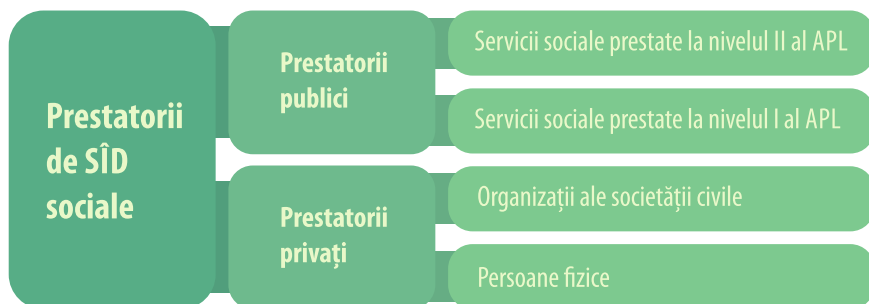 Prestatorii
de SÎD
sociale
Prestatorii
publici
Servicii sociale prestate la nivelul II al APL
Servicii sociale prestate la nivelul I al APL
Prestatorii
privați
Organizații ale societății civile
Persoane fizice